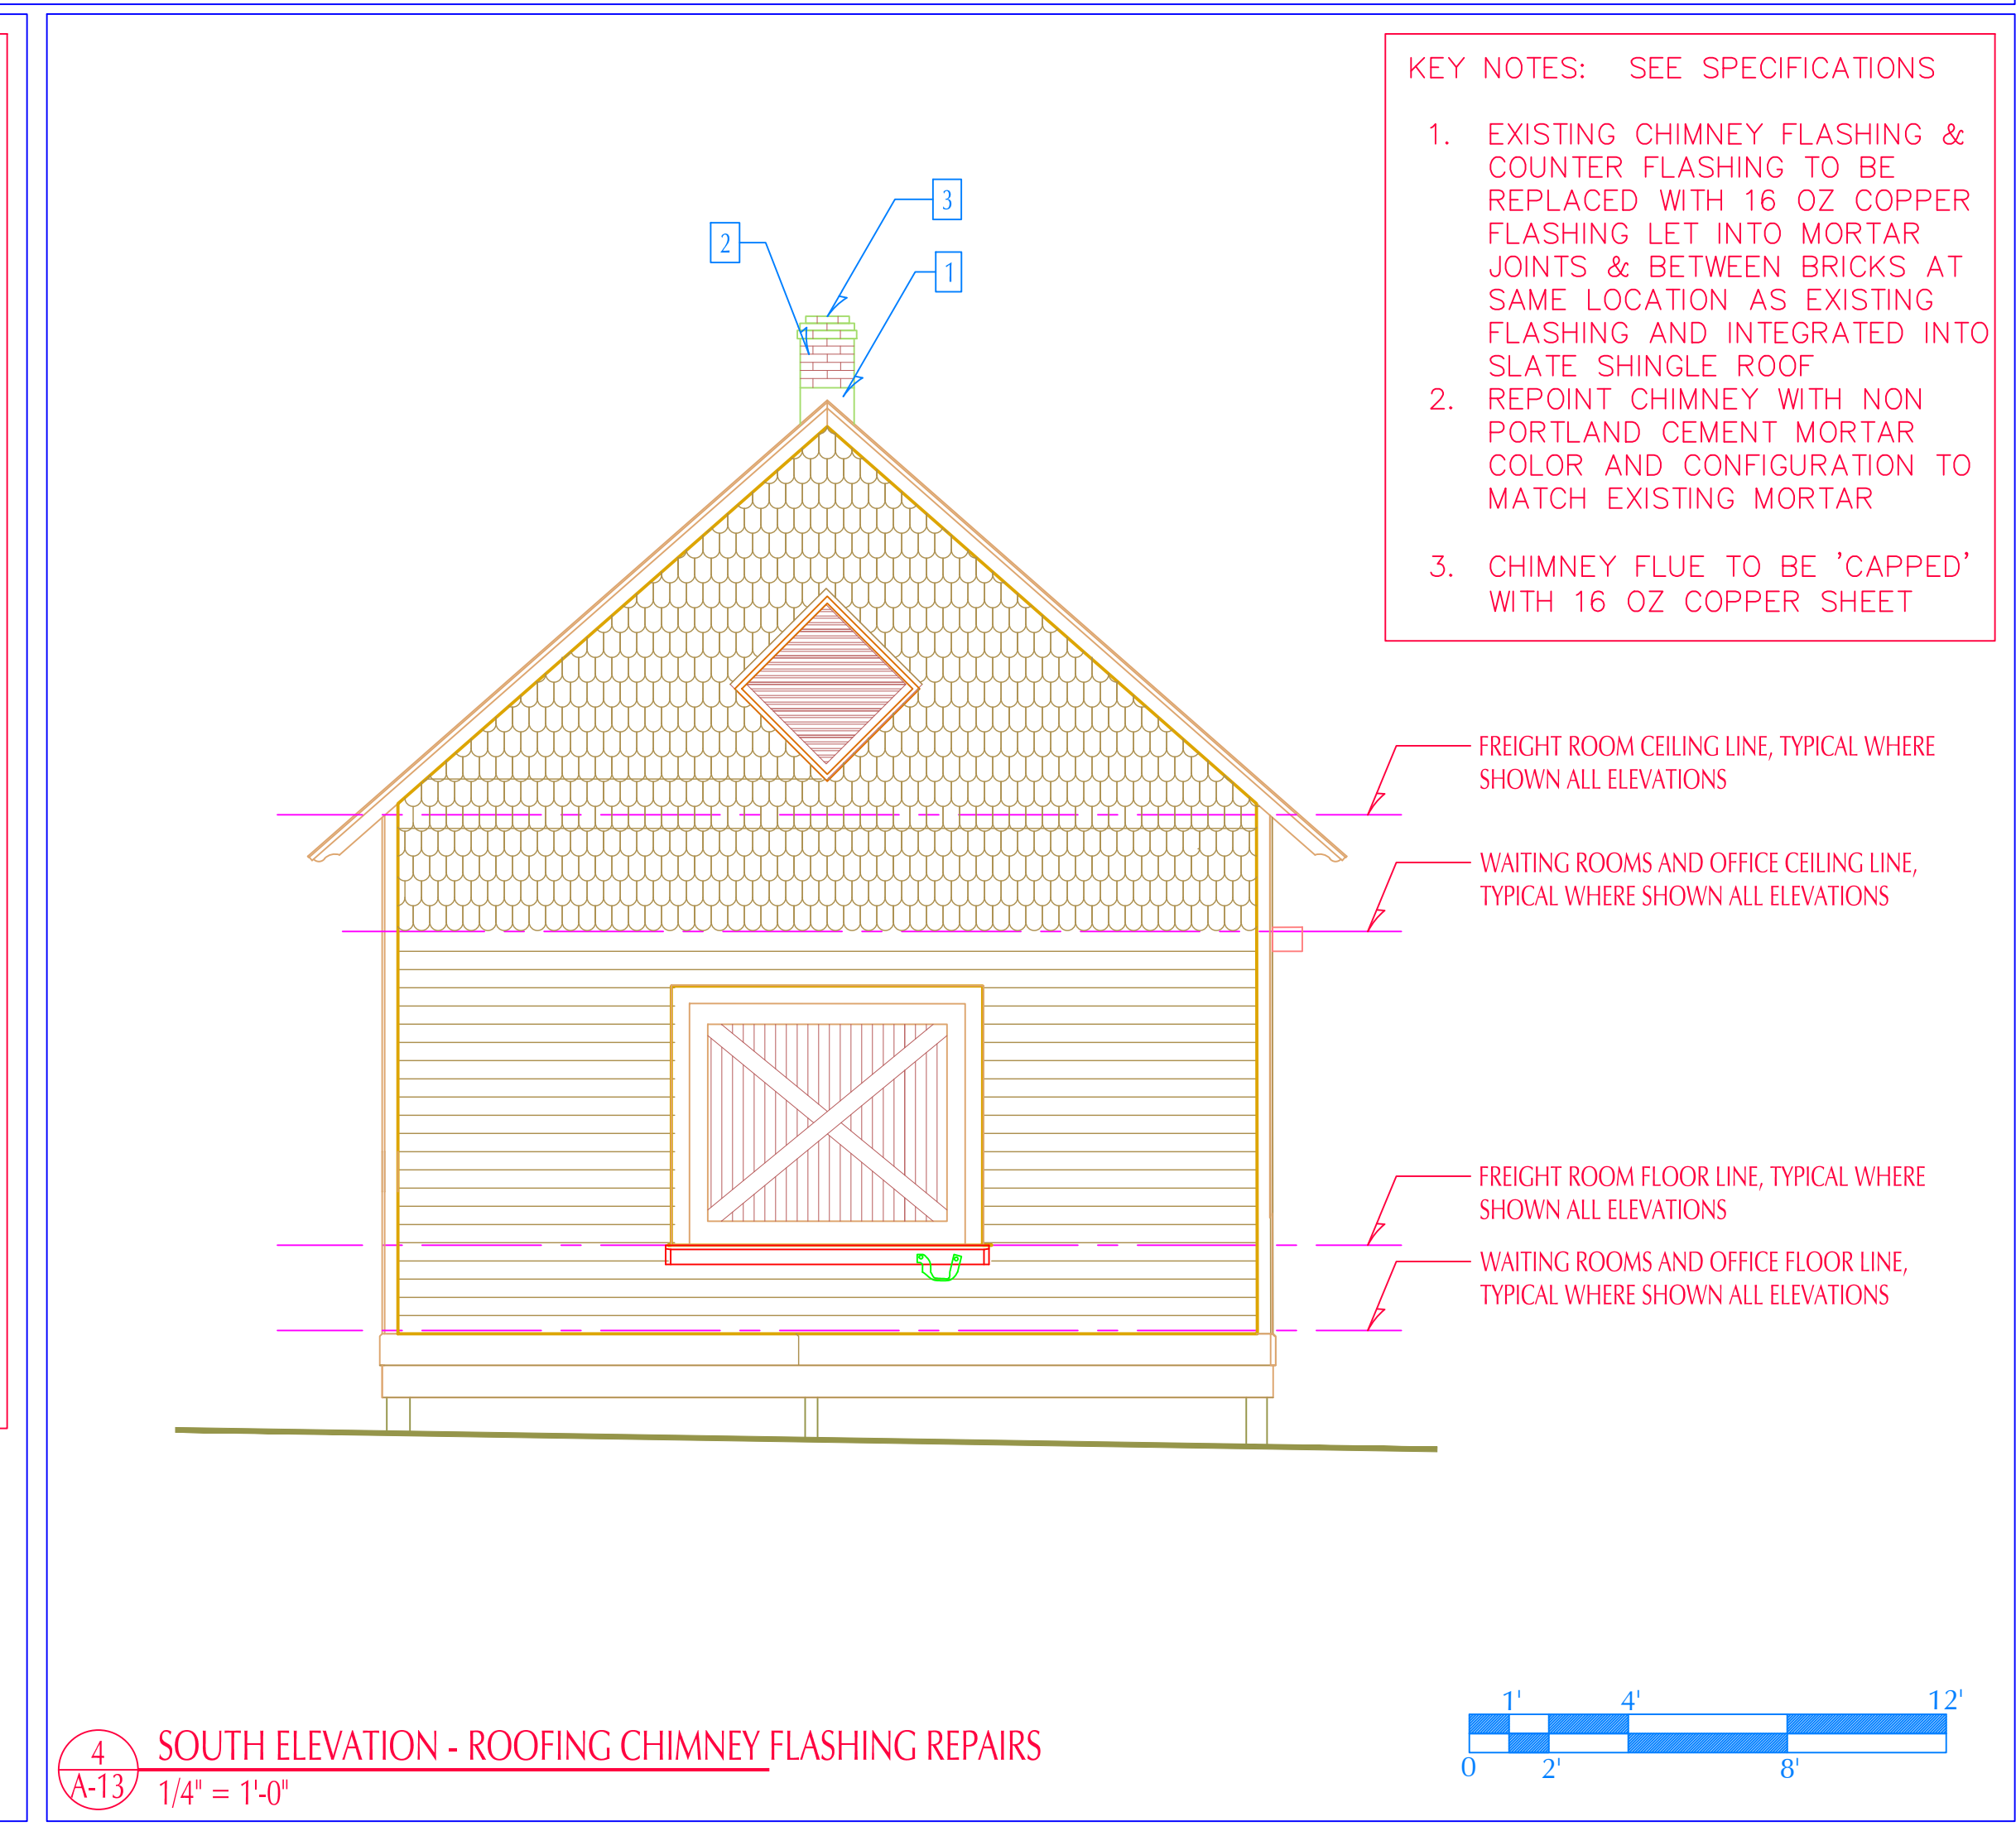 KEY NOTES: SEE SPECIFICATIONS
1. EXISTING CHIMNEY FLASHING &
COUNTER FLASHING TO BE
REPLACED WITH 16 OZ COPPER
FLASHING LET INTO MORTAR
JOINTS & BETWEEN BRICKS AT
SAME LOCATION AS EXISTING
FLASHING AND INTEGRATED INTO
SLATE SHINGLE ROOF
2. REPOINT CHIMNEY WITH NON
PORTLAND CEMENT MORTAR
COLOR AND CONFIGURATION TO
MATCH EXISTING MORTAR
3. CHIMNEY FLUE TO BE 'CAPPED'
WITH 16 OZ COPPER SHEET
3
2
1
FREIGHT ROOM CEILING LINE, TYPICAL WHERE
SHOWN ALL ELEVATIONS
WAITING ROOMS AND OFFICE CEILING LINE,
TYPICAL WHERE SHOWN ALL ELEVATIONS
FREIGHT ROOM FLOOR LINE, TYPICAL WHERE
SHOWN ALL ELEVATIONS
WAITING ROOMS AND OFFICE FLOOR LINE,
TYPICAL WHERE SHOWN ALL ELEVATIONS
4
A-13
SOUTH ELEVATION - ROOFING CHIMNEY FLASHING REPAIRS
1/4" = 1'-0"
1' 4' 12'
0 2' 8'